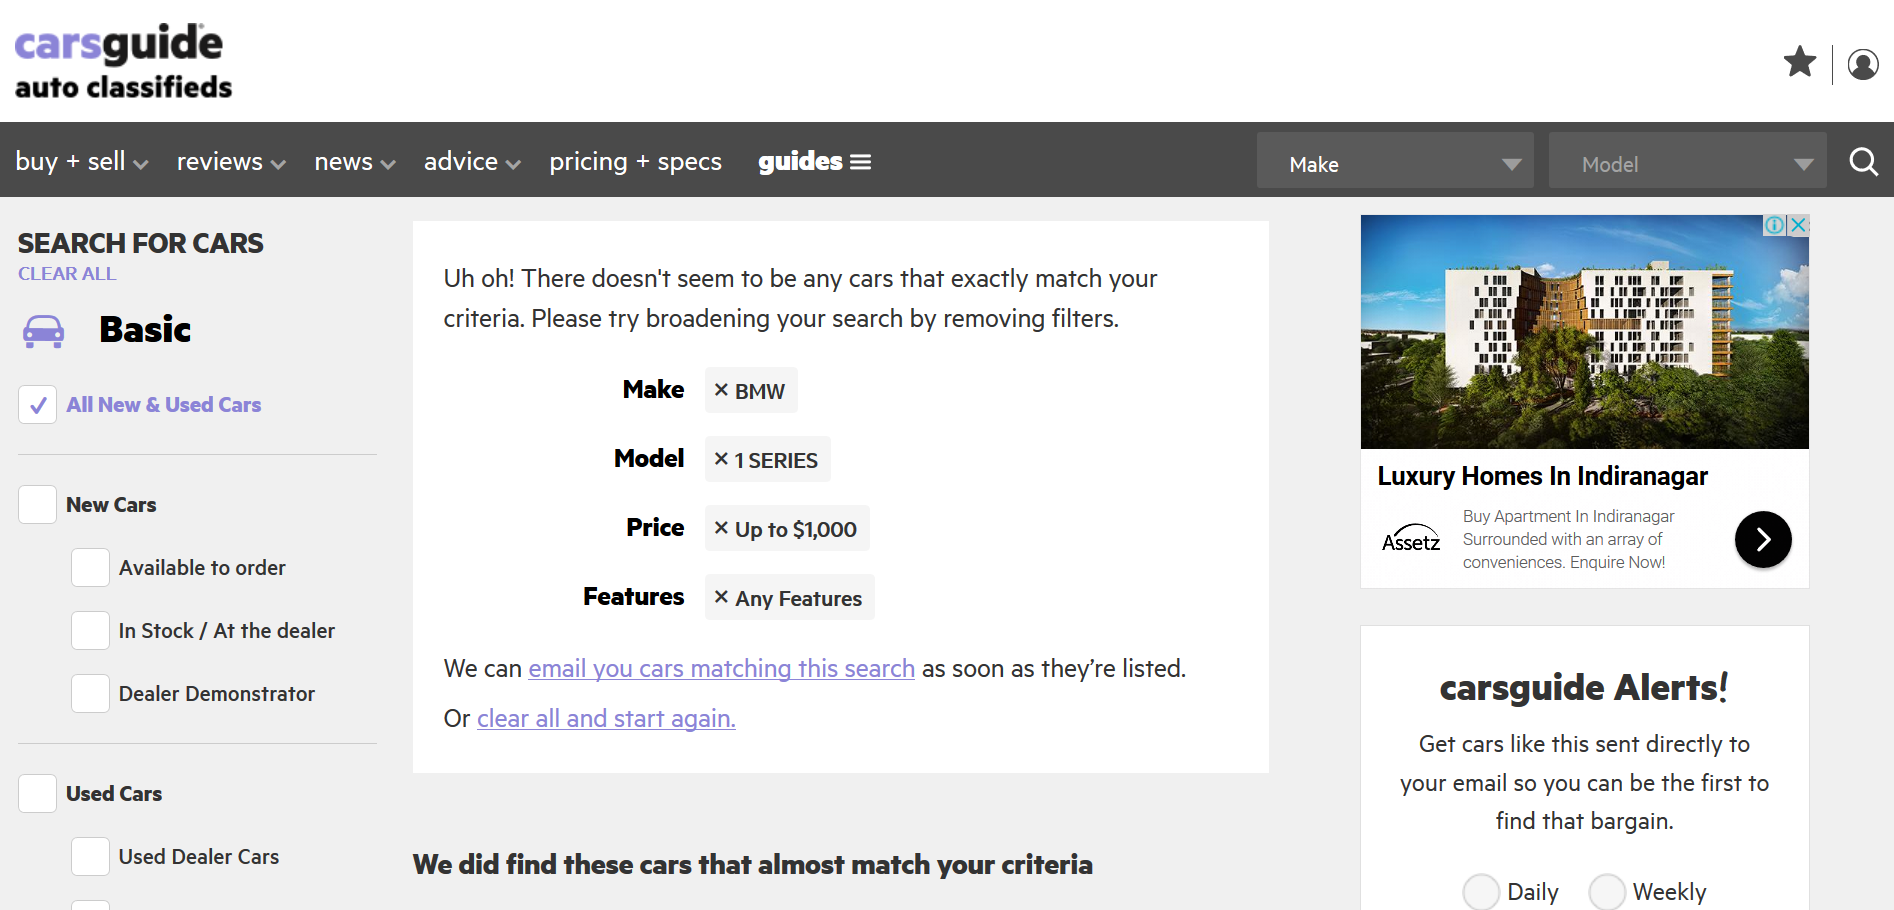 carsguide
auto classifieds
buy + sell
reviews
news
advice
pricing + specs
guides
Make
Model
SEARCH FOR CARS
CLEAR ALL
Basic
All New & Used Cars
New Cars
Available to order
In Stock / At the dealer
Dealer Demonstrator
Used Cars
Used Dealer Cars
Uh oh! There doesn't seem to be any cars that exactly match your
criteria. Please try broadening your search by removing filters.
Make × BMW
Model × 1 SERIES
Price × Up to $1,000
Features × Any Features
We can email you cars matching this search as soon as they’re listed.
Or clear all and start again.
We did find these cars that almost match your criteria
Luxury Homes In Indiranagar
Assetz
Buy Apartment In Indiranagar
Surrounded with an array of
conveniences. Enquire Now!
carsguide Alerts!
Get cars like this sent directly to
your email so you can be the first to
find that bargain.
Daily
Weekly